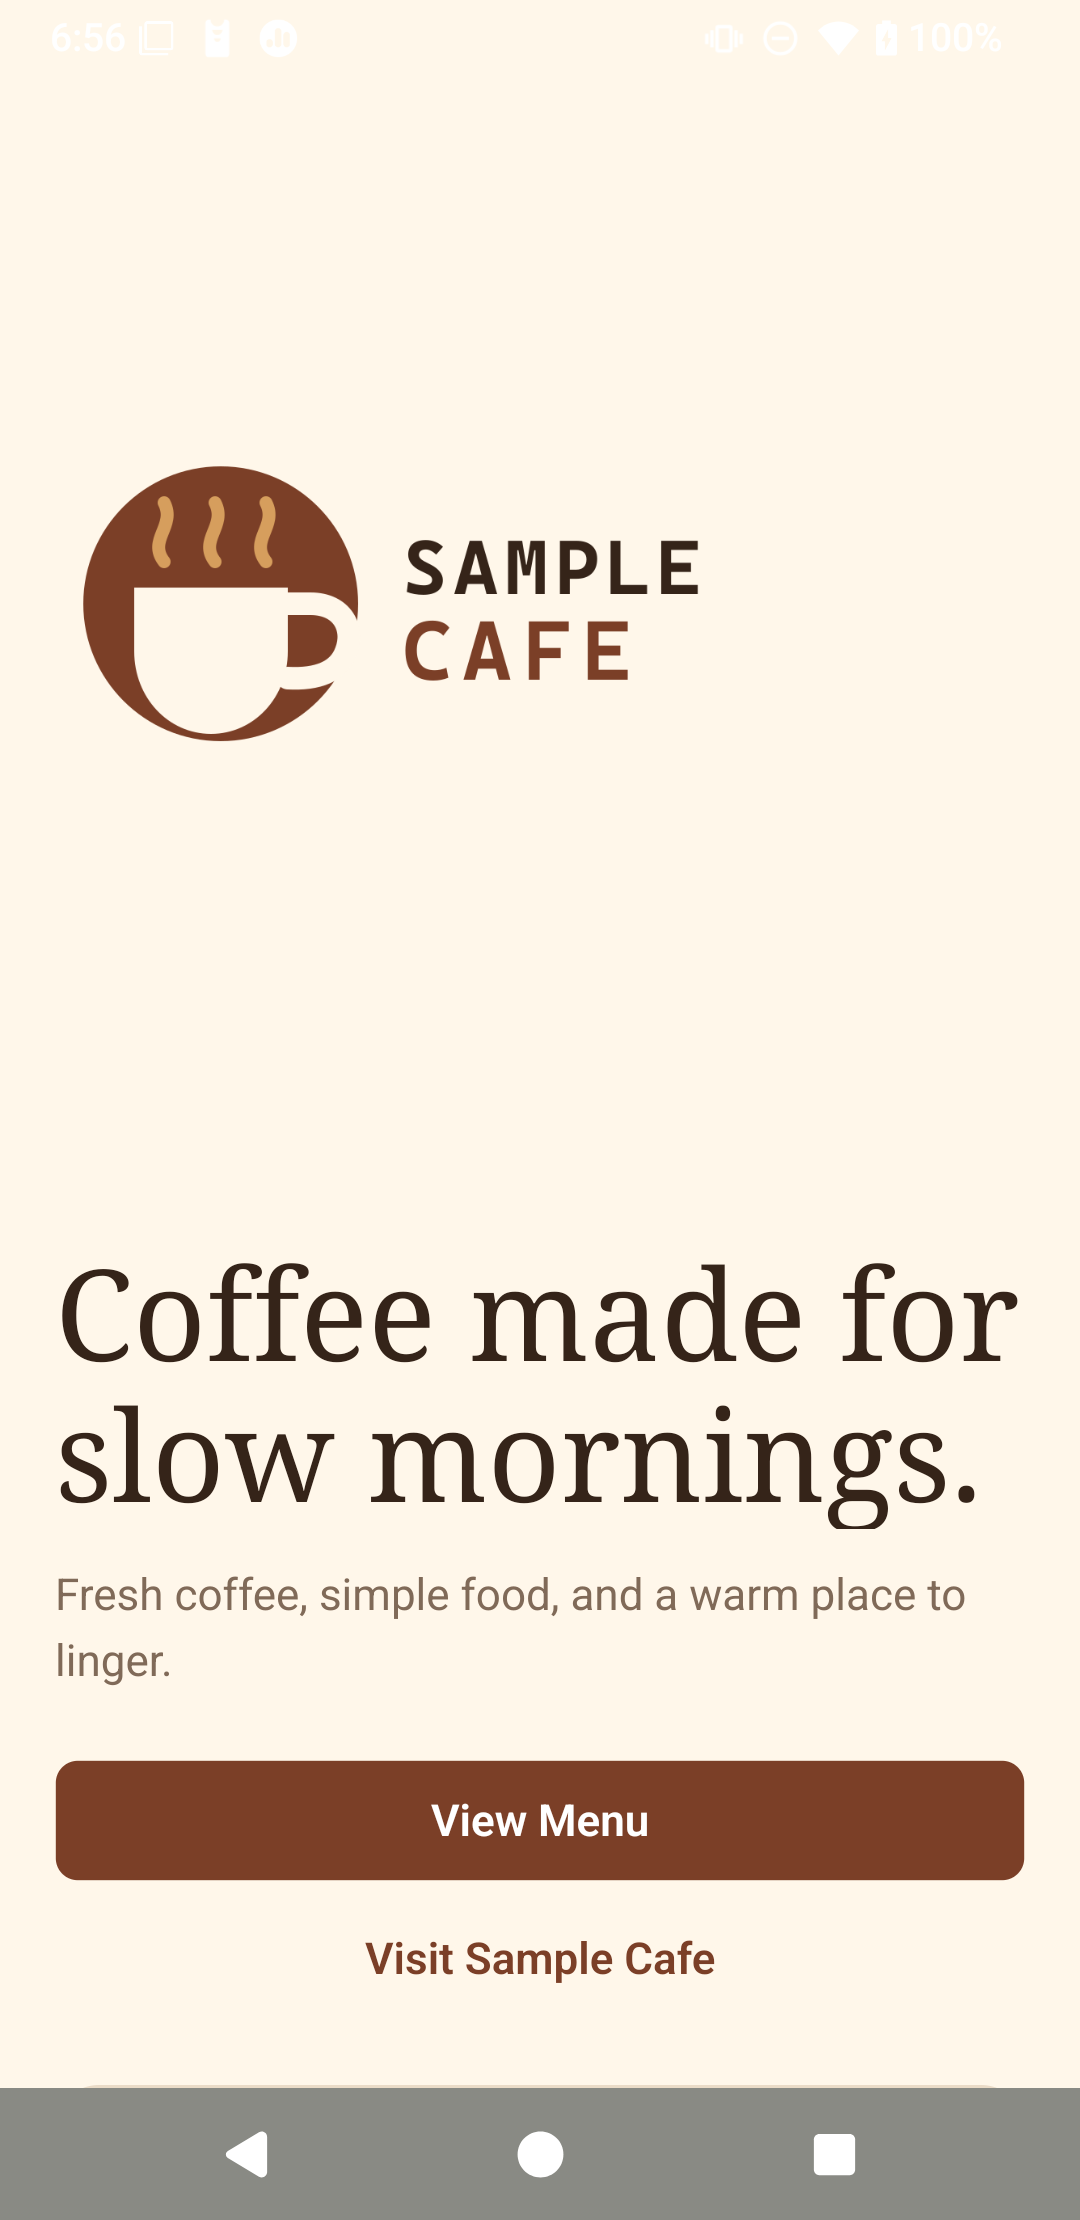 6:56
100%
SAMPLE
CAFE
Coffee made for
slow mornings.
Fresh coffee, simple food, and a warm place to
linger.
View Menu
Visit Sample Cafe